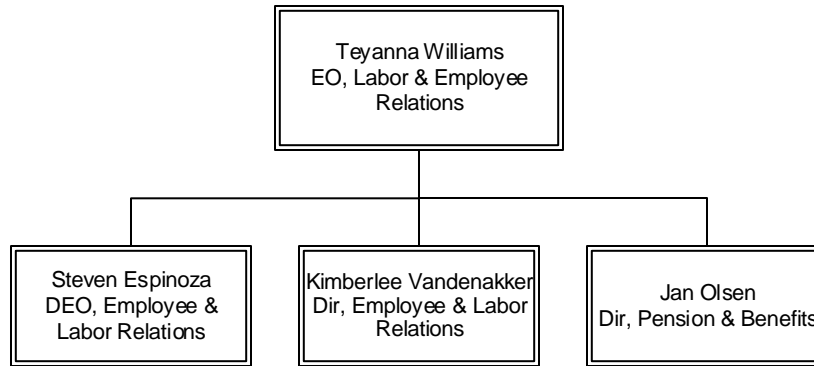 Teyanna Williams
EO, Labor & Employee
Relations
Steven Espinoza
DEO, Employee &
Labor Relations
Kimberlee Vandenakker
Dir, Employee & Labor
Relations
Jan Olsen
Dir, Pension & Benefits